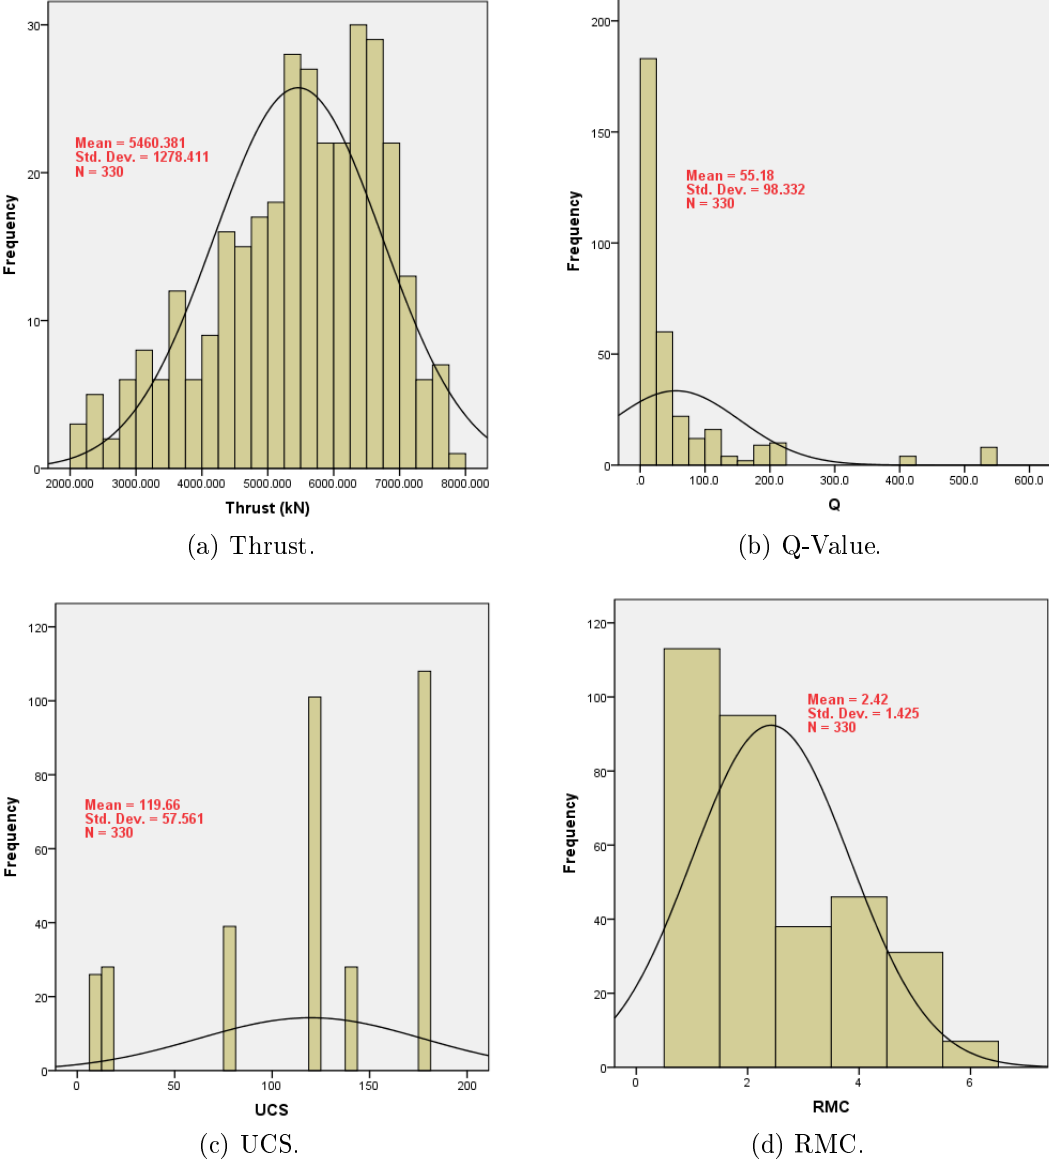 30
20
10
0
Frequency
Mean = 5460.381
Std. Dev. = 1278.411
N = 330
2000.000 3000.000 4000.000 5000.000 6000.000 7000.000 8000.000
Thrust (kN)
(a) Thrust.
200
150
100
50
0
Frequency
Mean = 55.18
Std. Dev. = 98.332
N = 330
.0 100.0 200.0 300.0 400.0 500.0 600.0
Q
(b) Q-Value.
120
100
80
60
40
20
0
Frequency
Mean = 119.66
Std. Dev. = 57.561
N = 330
0 50 100 150 200
UCS
(c) UCS.
120
100
80
60
40
20
0
Frequency
Mean = 2.42
Std. Dev. = 1.425
N = 330
0 2 4 6
RMC
(d) RMC.